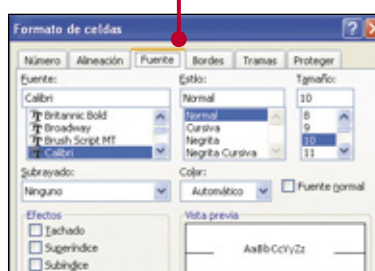 Formato de celdas
Número Alineación Fuente Bordes Tramas Proteger
Fuente: Estilo: Tamaño:
Calibri Normal 10
Britannic Bold Normal 8
Broadway Cursiva 9
Brush Script MT Negrita 10
Calibri Negrita Cursiva 11
Subrayado: Color:
Ninguno Automático Fuente normal
Efectos Vista previa
Tachado
Superíndice AaBbCcYyZz
Subíndice